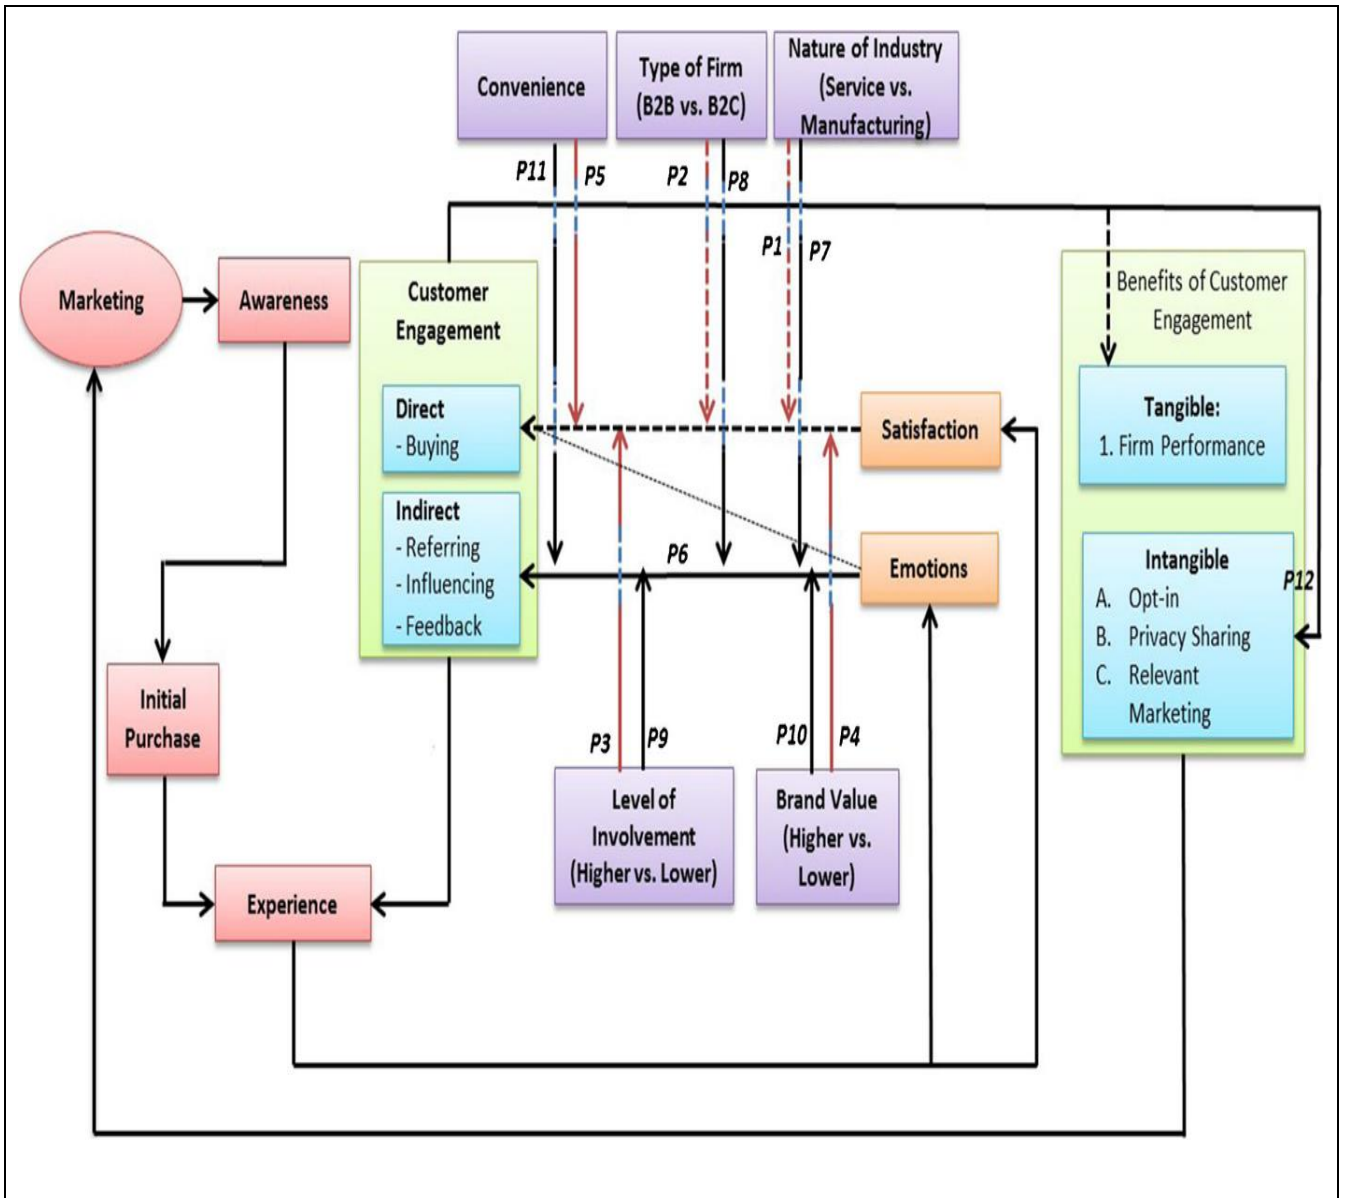 Convenience
Type of Firm
(B2B vs. B2C)
Nature of Industry
(Service vs.
Manufacturing)
P11
P5
P2
P8
P1
P7
Marketing
Awareness
Customer
Engagement
Direct
- Buying
Indirect
- Referring
- Influencing
- Feedback
Satisfaction
Emotions
P6
Benefits of Customer
Engagement
Tangible:
1. Firm Performance
Intangible
A. Opt-in
B. Privacy Sharing
C. Relevant
Marketing
P12
Initial
Purchase
Experience
P3
P9
P10
P4
Level of
Involvement
(Higher vs. Lower)
Brand Value
(Higher vs.
Lower)